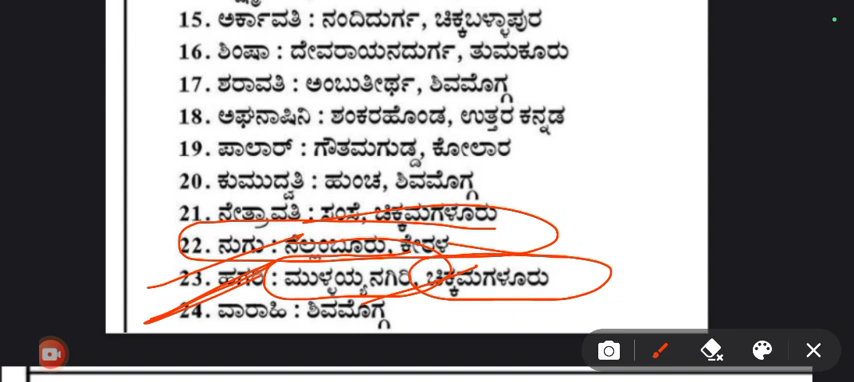 15. ಅರ್ಕಾವತಿ : ನಂದಿದುರ್ಗ, ಚಿಕ್ಕಬಳ್ಳಾಪುರ
16. ಶಿಂಷಾ : ದೇವರಾಯನದುರ್ಗ, ತುಮಕೂರು
17. ಶರಾವತಿ : ಅಂಬುತೀರ್ಥ, ಶಿವಮೊಗ್ಗ
18. ಅಘನಾಷಿನಿ : ಶಂಕರಹೊಂಡ, ಉತ್ತರ ಕನ್ನಡ
19. ಪಾಲಾರ್ : ಗೌತಮಗುಡ್ಡ, ಕೋಲಾರ
20. ಕುಮುದ್ವತಿ : ಹುಂಚ, ಶಿವಮೊಗ್ಗ
21. ನೇತ್ರಾವತಿ : ಸಂಸೆ, ಚಿಕ್ಕಮಗಳೂರು
22. ನುಗು : ನೆಲ್ಲಂಬೂರು, ಕೇರಳ
23. ಹಗರಿ : ಮುಳ್ಳಯ್ಯನಗಿರಿ, ಚಿಕ್ಕಮಗಳೂರು
24. ವಾರಾಹಿ : ಶಿವಮೊಗ್ಗ